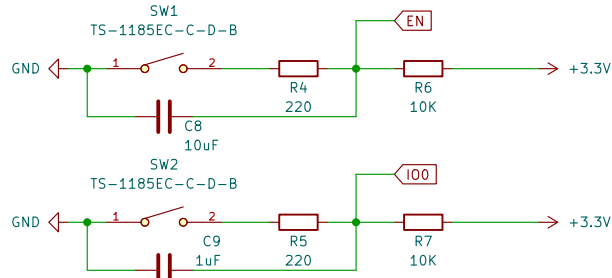 SW1
TS-1185EC-C-D-B
EN
GND
1
2
+3.3V
R4
220
R6
10K
C8
10uF
SW2
TS-1185EC-C-D-B
IO0
GND
1
2
+3.3V
C9
1uF
R5
220
R7
10K